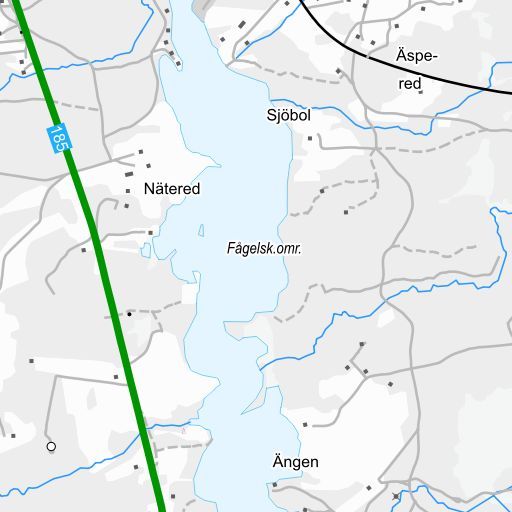 Äspe-
red
Sjöbol
185
Nätered
Fågelsk.omr.
Ängen